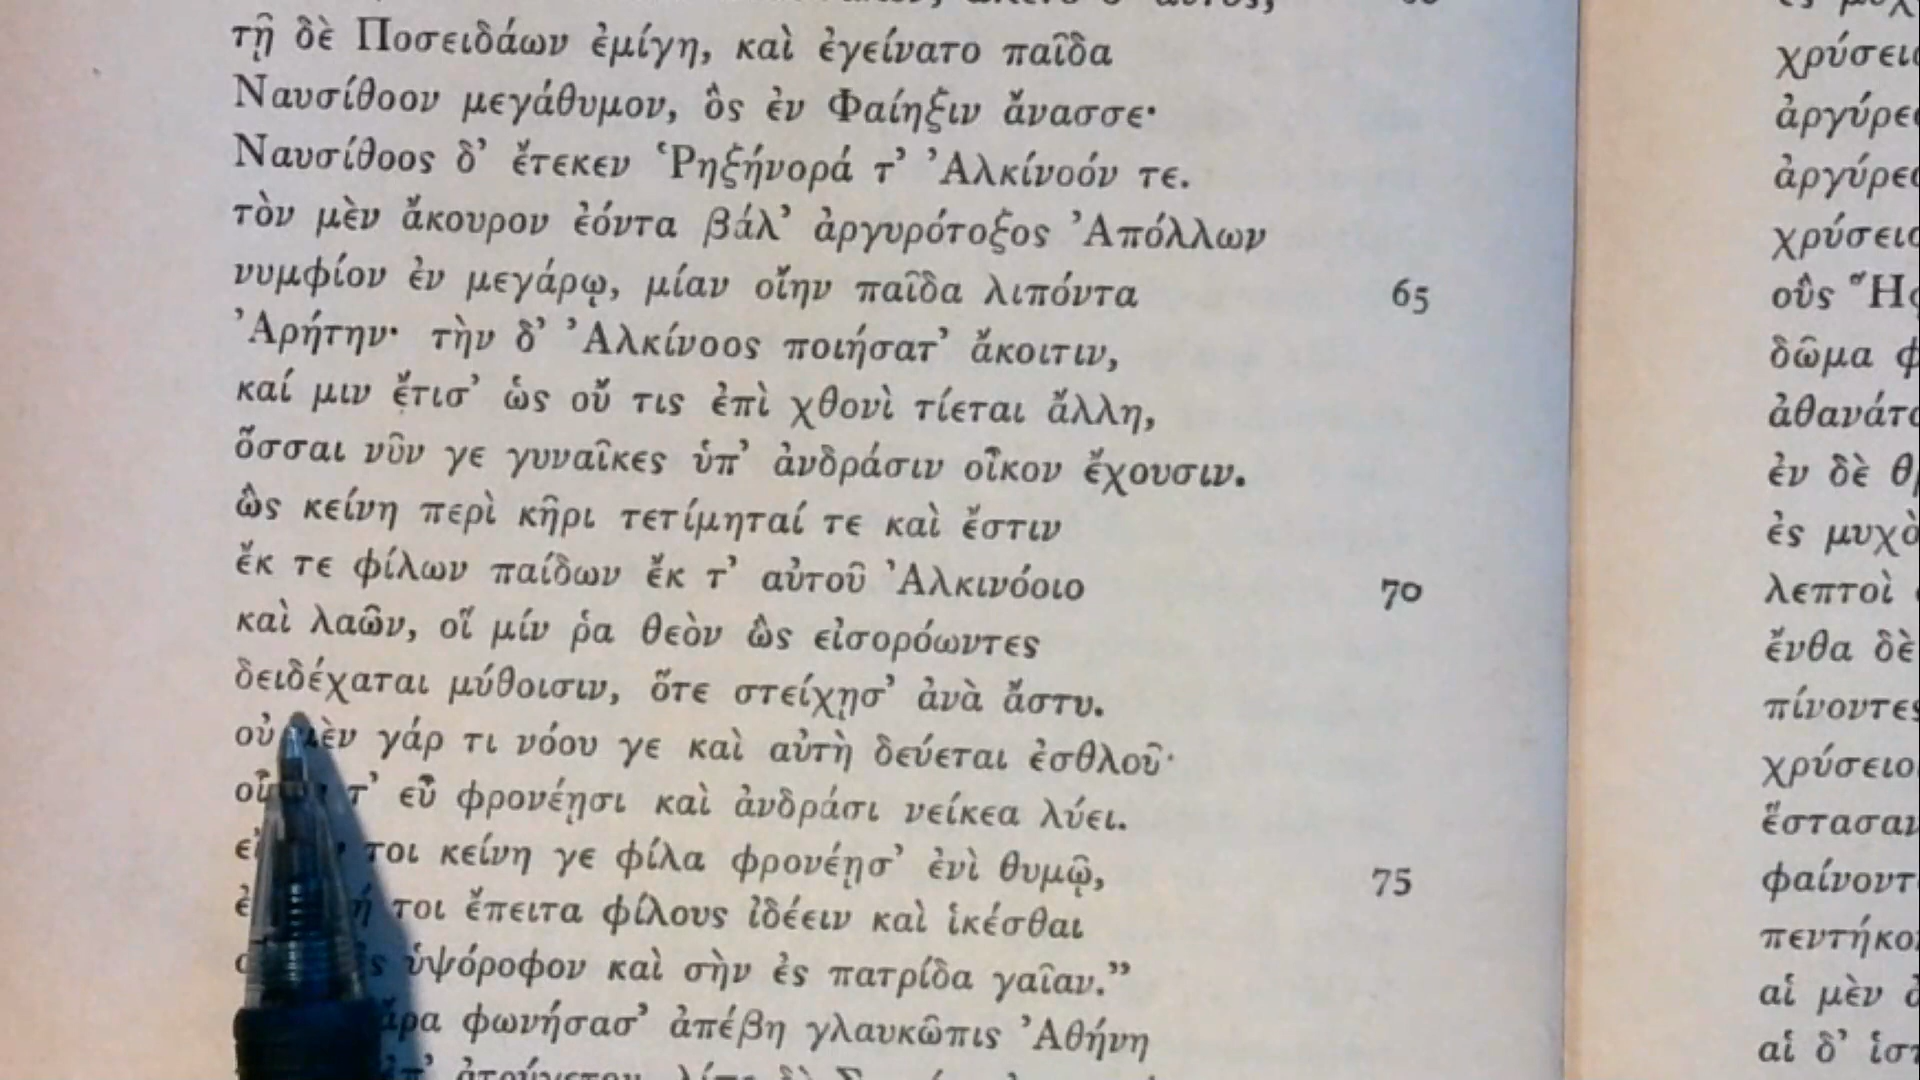 τῇ δὲ Ποσειδάων ἐμίγη, καὶ ἐγείνατο παῖδα
Ναυσίθοον μεγάθυμον, ὃς ἐν Φαίηξιν ἄνασσε·
Ναυσίθοος δ’ ἔτεκεν Ῥηξήνορά τ’ Ἀλκίνοόν τε.
τὸν μὲν ἄκουρον ἐόντα βάλ’ ἀργυρότοξος Ἀπόλλων
νυμφίον ἐν μεγάρῳ, μίαν οἴην παῖδα λιπόντα 65
Ἀρήτην· τὴν δ’ Ἀλκίνοος ποιήσατ’ ἄκοιτιν,
καί μιν ἔτισ’ ὡς οὔ τις ἐπὶ χθονὶ τίεται ἄλλη,
ὅσσαι νῦν γε γυναῖκες ὑπ’ ἀνδράσιν οἶκον ἔχουσιν.
ὣς κείνη περὶ κῆρι τετίμηταί τε καὶ ἔστιν
ἔκ τε φίλων παίδων ἔκ τ’ αὐτοῦ Ἀλκινόοιο 70
καὶ λαῶν, οἵ μίν ῥα θεὸν ὣς εἰσορόωντες
δειδέχαται μύθοισιν, ὅτε στείχῃσ’ ἀνὰ ἄστυ.
οὐ μὲν γάρ τι νόου γε καὶ αὐτὴ δεύεται ἐσθλοῦ·
τ’ εὖ φρονέῃσι καὶ ἀνδράσι νείκεα λύει.
τοι κείνη γε φίλα φρονέῃσ’ ἐνὶ θυμῷ, 75
τοι ἔπειτα φίλους ἰδέειν καὶ ἱκέσθαι
ὑψόροφον καὶ σὴν ἐς πατρίδα γαῖαν.”
ἄρα φωνήσασ’ ἀπέβη γλαυκῶπις Ἀθήνη
χρύσειο
ἀργύρε
ἀργύρε
χρύσει
οὓς
δῶμα
ἀθανάτ
ἐν δὲ
ἐς μυχὸ
λεπτοὶ
ἔνθα δὲ
πίνοντες
χρύσειο
ἕστασαν
φαίνοντ
πεντήκο
αἱ μὲν
αἱ δ’ ἱστ